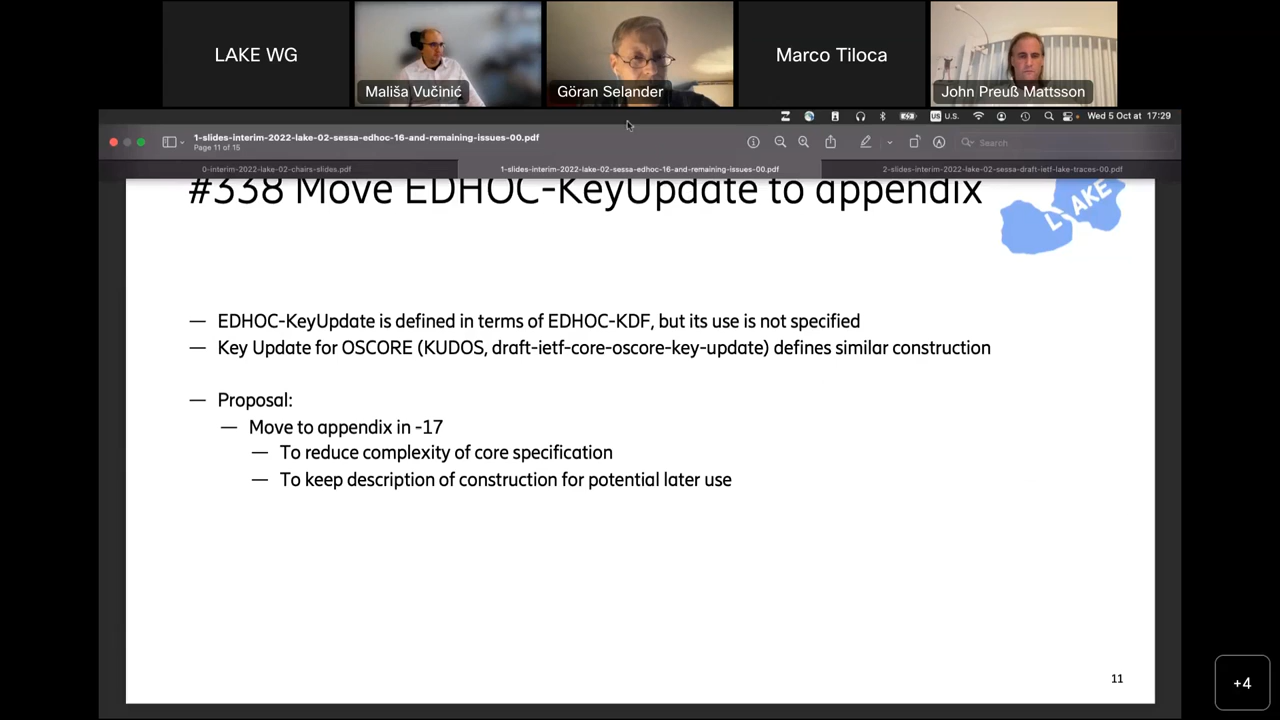 LAKE WG
Mališa Vučinić
Göran Selander
Marco Tiloca
John Preuß Mattsson
U.S.
Wed 5 Oct at 17:29
1-slides-interim-2022-lake-02-sessa-edhoc-16-and-remaining-issues-00.pdf
Page 11 of 15
Search
0-interim-2022-lake-02-chairs-slides.pdf
1-slides-interim-2022-lake-02-sessa-edhoc-16-and-remaining-issues-00.pdf
2-slides-interim-2022-lake-02-sessa-draft-ietf-lake-traces-00.pdf
#338 Move EDHOC-KeyUpdate to appendix
LAKE
— EDHOC-KeyUpdate is defined in terms of EDHOC-KDF, but its use is not specified
— Key Update for OSCORE (KUDOS, draft-ietf-core-oscore-key-update) defines similar construction
— Proposal:
— Move to appendix in -17
— To reduce complexity of core specification
— To keep description of construction for potential later use
11
+4